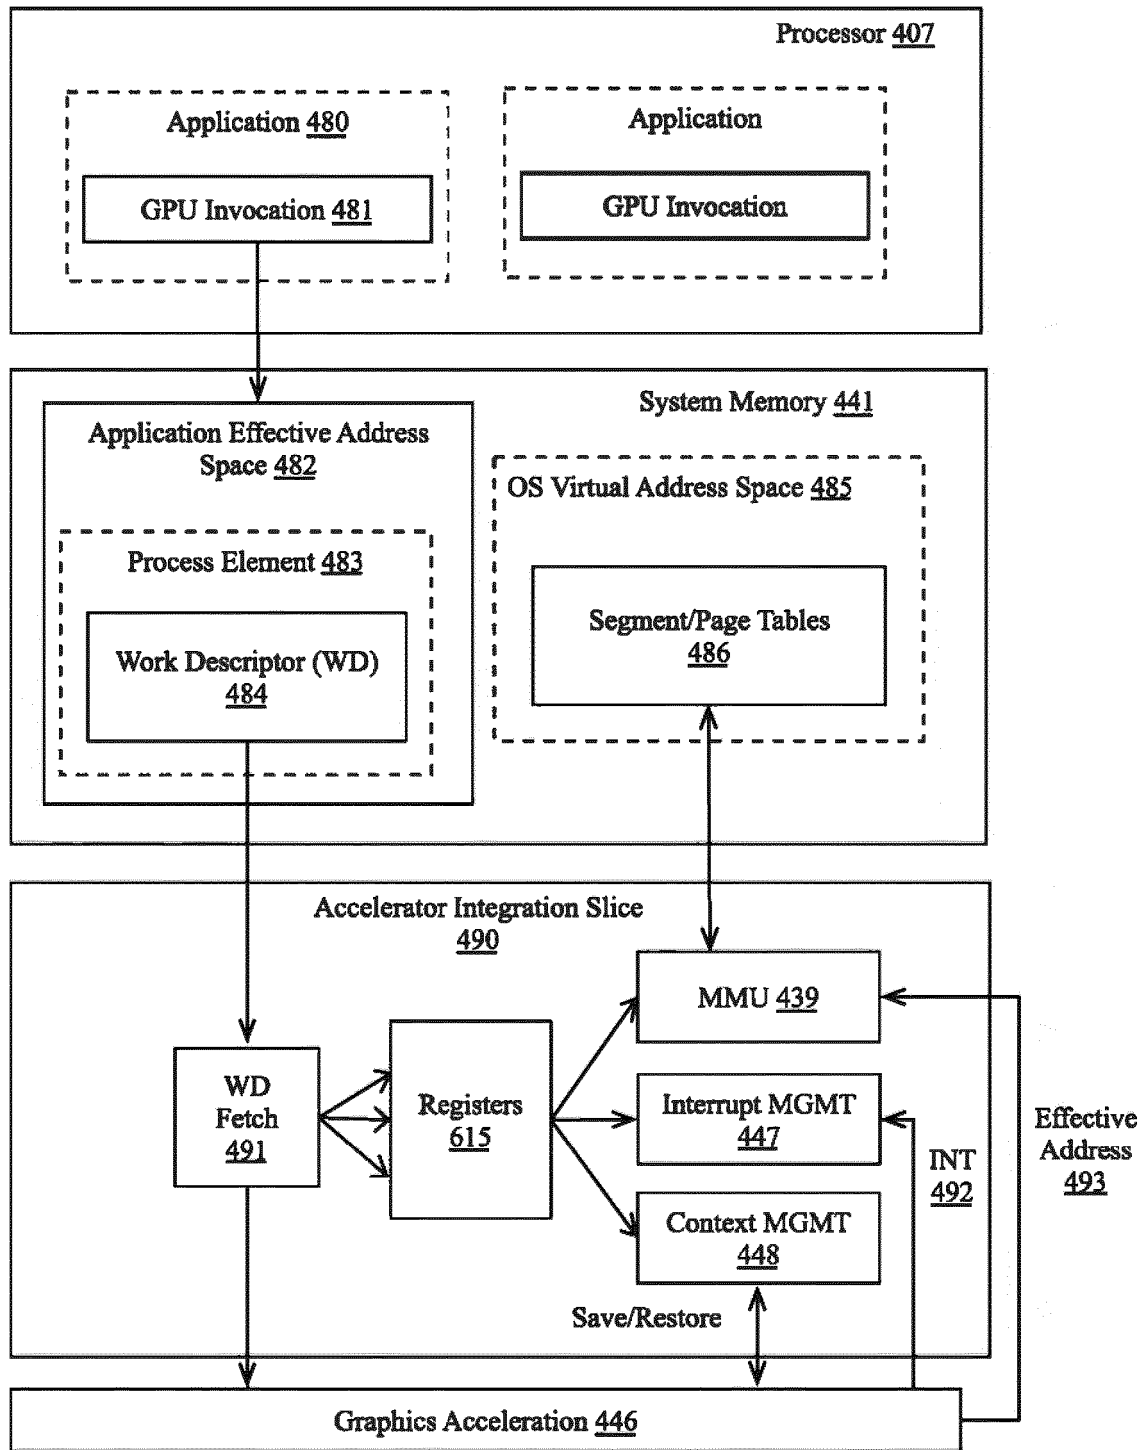 Processor 407
Application 480
GPU Invocation 481
Application
GPU Invocation
System Memory 441
Application Effective Address
Space 482
OS Virtual Address Space 485
Process Element 483
Work Descriptor (WD)
484
Segment/Page Tables
486
Accelerator Integration Slice
490
MMU 439
WD
Fetch
491
Registers
615
Interrupt MGMT
447
Context MGMT
448
INT
492
Effective
Address
493
Save/Restore
Graphics Acceleration 446